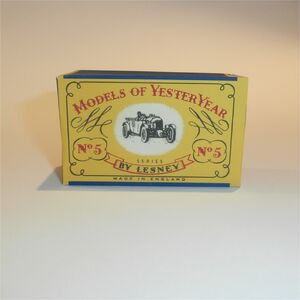 MODELS OF YESTERYEAR
Nº5
Nº5
SERIES
BY LESNEY
MADE IN ENGLAND